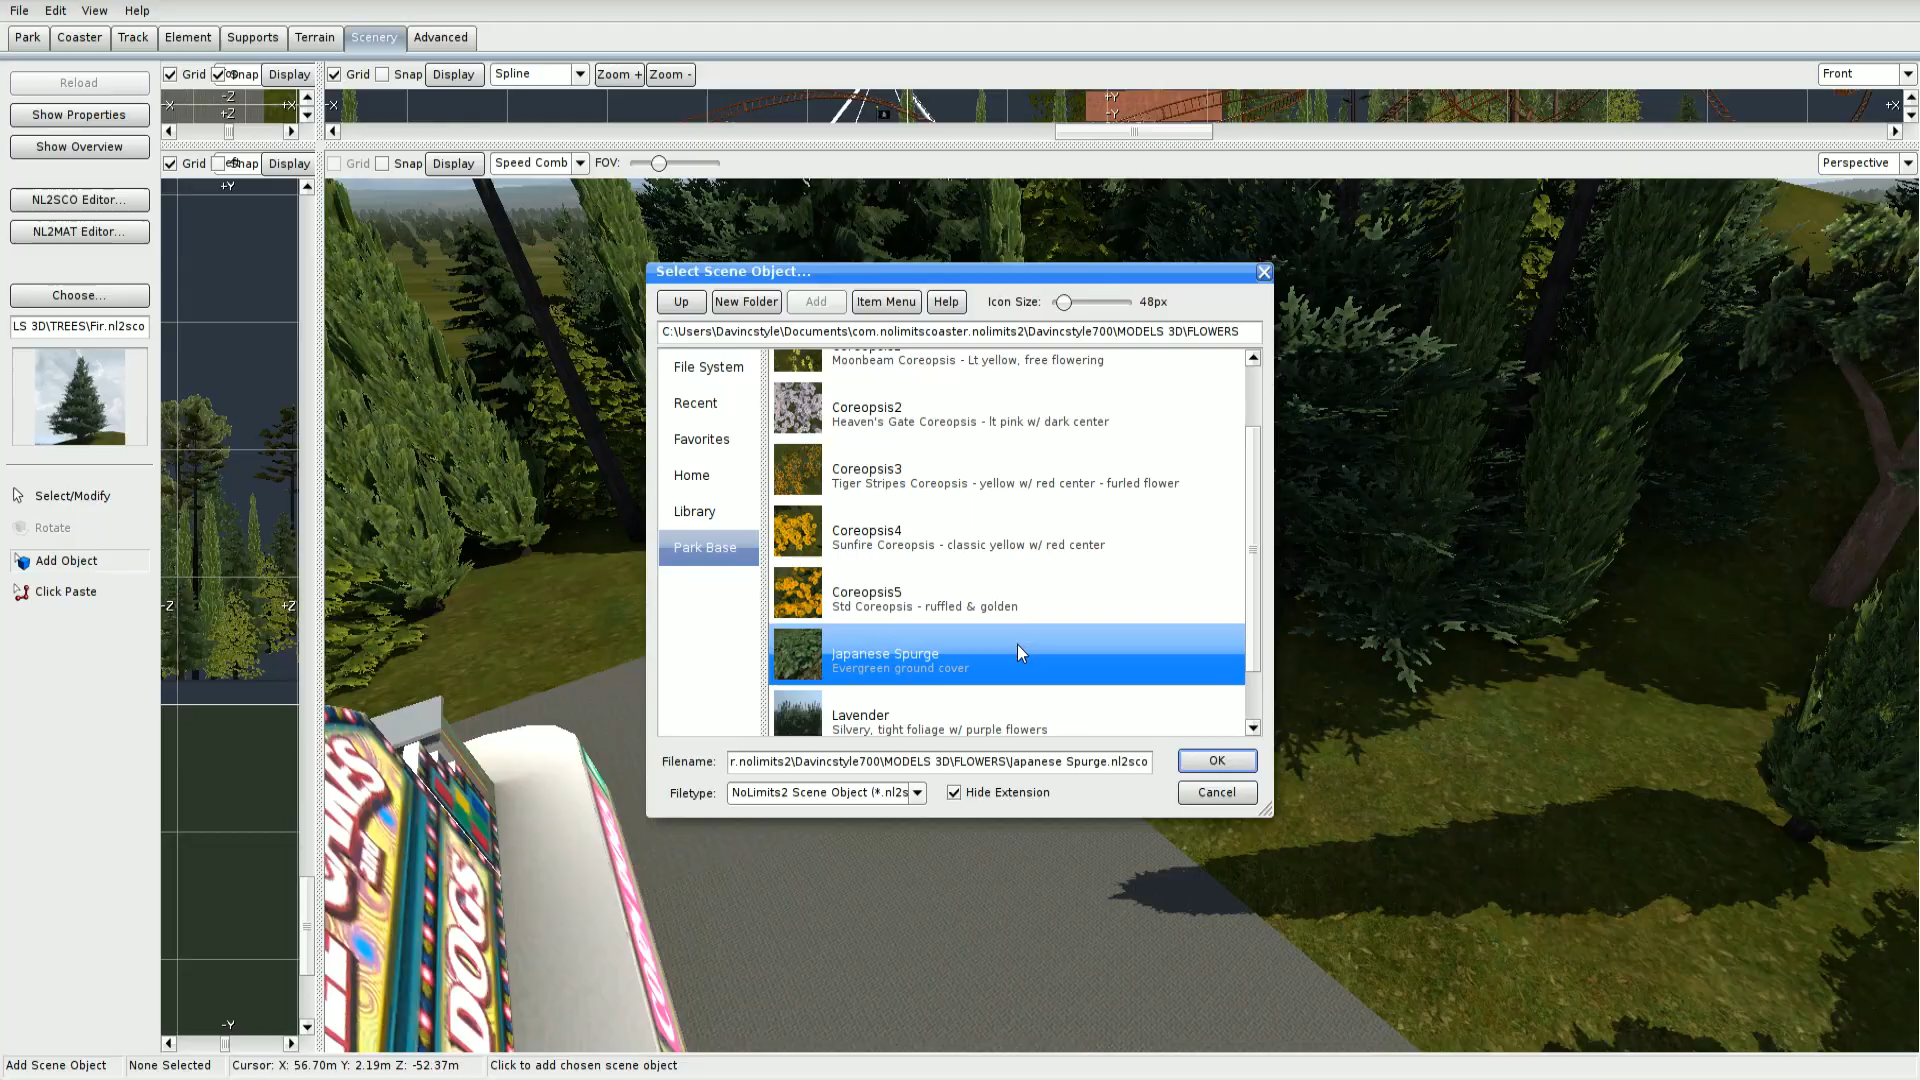 File Edit View Help
Park Coaster Track Element Supports Terrain Scenery Advanced
Reload
Show Properties
Show Overview
NL2SCO Editor...
NL2MAT Editor...
Choose...
LS 3D\TREES\Fir.nl2sco
Select/Modify
Rotate
Add Object
Click Paste
Grid Snap Display
Grid Snap Display Spline Zoom + Zoom - Front
-X -Z +X -X +Y +X
+Z -Y
Grid Snap Display
Grid Snap Display Speed Comb FOV: Perspective
+Y
-Z +Z
-Y
Select Scene Object...
Up New Folder Add Item Menu Help Icon Size: 48px
C:\Users\Davincstyle\Documents\com.nolimitscoaster.nolimits2\Davincstyle700\MODELS 3D\FLOWERS
File System
Recent
Favorites
Home
Library
Park Base
Moonbeam Coreopsis - Lt yellow, free flowering
Coreopsis2
Heaven's Gate Coreopsis - lt pink w/ dark center
Coreopsis3
Tiger Stripes Coreopsis - yellow w/ red center - furled flower
Coreopsis4
Sunfire Coreopsis - classic yellow w/ red center
Coreopsis5
Std Coreopsis - ruffled & golden
Japanese Spurge
Evergreen ground cover
Lavender
Silvery, tight foliage w/ purple flowers
Filename: r.nolimits2\Davincstyle700\MODELS 3D\FLOWERS\Japanese Spurge.nl2sco OK
Filetype: NoLimits2 Scene Object (*.nl2s Hide Extension Cancel
and
DOGS
Add Scene Object None Selected Cursor: X: 56.70m Y: 2.19m Z: -52.37m Click to add chosen scene object